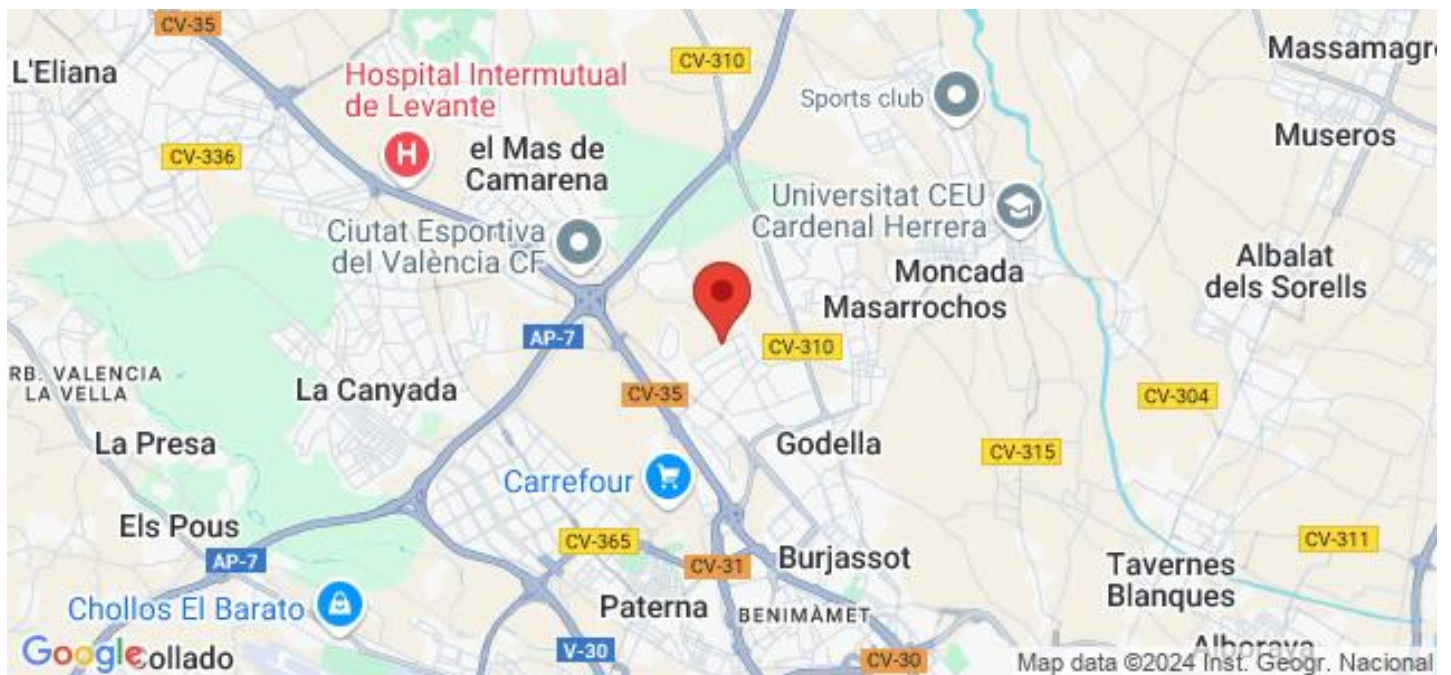 CV-35
L'Eliana
Hospital Intermutual
de Levante
CV-310
Sports club
Massamagre
Museros
CV-336
el Mas de
Camarena
Universitat CEU
Cardenal Herrera
Ciutat Esportiva
del València CF
Moncada
Albalat
dels Sorells
Masarrochos
AP-7
CV-310
RB. VALENCIA
LA VELLA
La Canyada
CV-35
CV-304
La Presa
Godella
CV-315
Carrefour
Els Pous
CV-365
CV-311
AP-7
CV-31
Burjassot
Tavernes
Blanques
Chollos El Barato
Paterna
BENIMÀMET
Google
Collado
V-30
CV-30
Alboraya
Map data ©2024 Inst. Geogr. Nacional